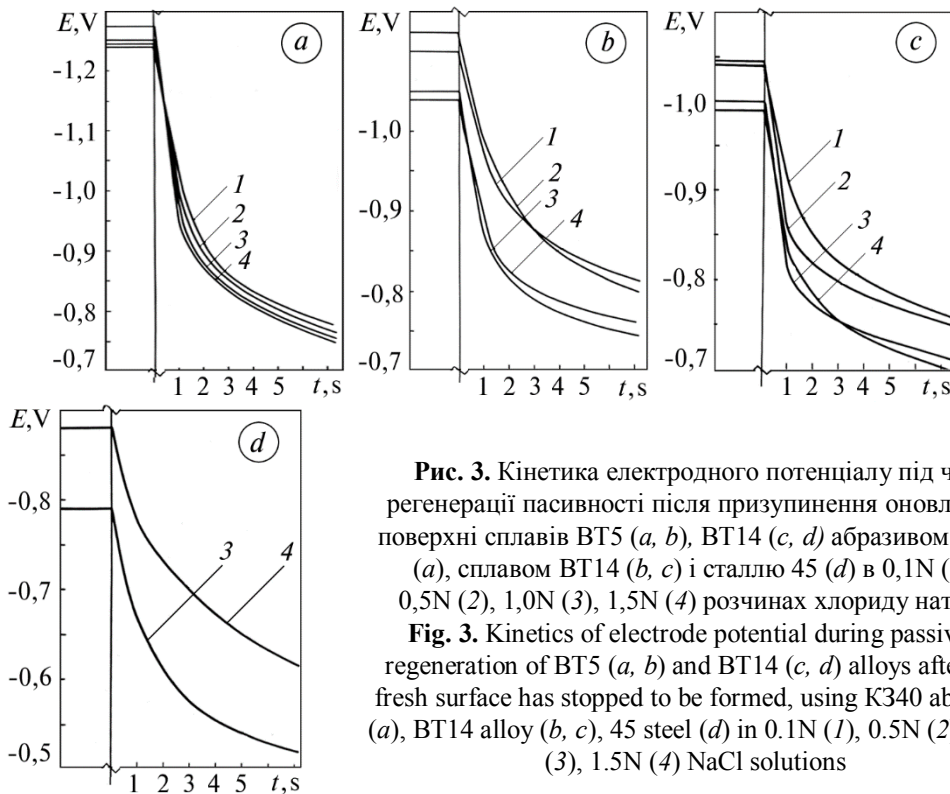 E,V
a
-1,2
-1,1
-1,0
-0,9
-0,8
-0,7
1
2
3
4
1 2 3 4 5 t,s
E,V
b
-1,0
-0,9
-0,8
-0,7
1
2
3
4
1 2 3 4 5 t,s
E,V
c
-1,0
-0,9
-0,8
-0,7
1
2
3
4
1 2 3 4 5 t,s
E,V
d
-0,8
-0,7
-0,6
-0,5
3
4
1 2 3 4 5 t,s
Рис. 3. Кінетика електродного потенціалу під ч
регенерації пасивності після призупинення оновл
поверхні сплавів ВТ5 (a, b), ВТ14 (c, d) абразивом
(a), сплавом ВТ14 (b, c) і сталлю 45 (d) в 0,1N (
0,5N (2), 1,0N (3), 1,5N (4) розчинах хлориду нат
Fig. 3. Kinetics of electrode potential during passiv
regeneration of BT5 (a, b) and BT14 (c, d) alloys afte
fresh surface has stopped to be formed, using КЗ40 ab
(a), BT14 alloy (b, c), 45 steel (d) in 0.1N (1), 0.5N (2
(3), 1.5N (4) NaCl solutions